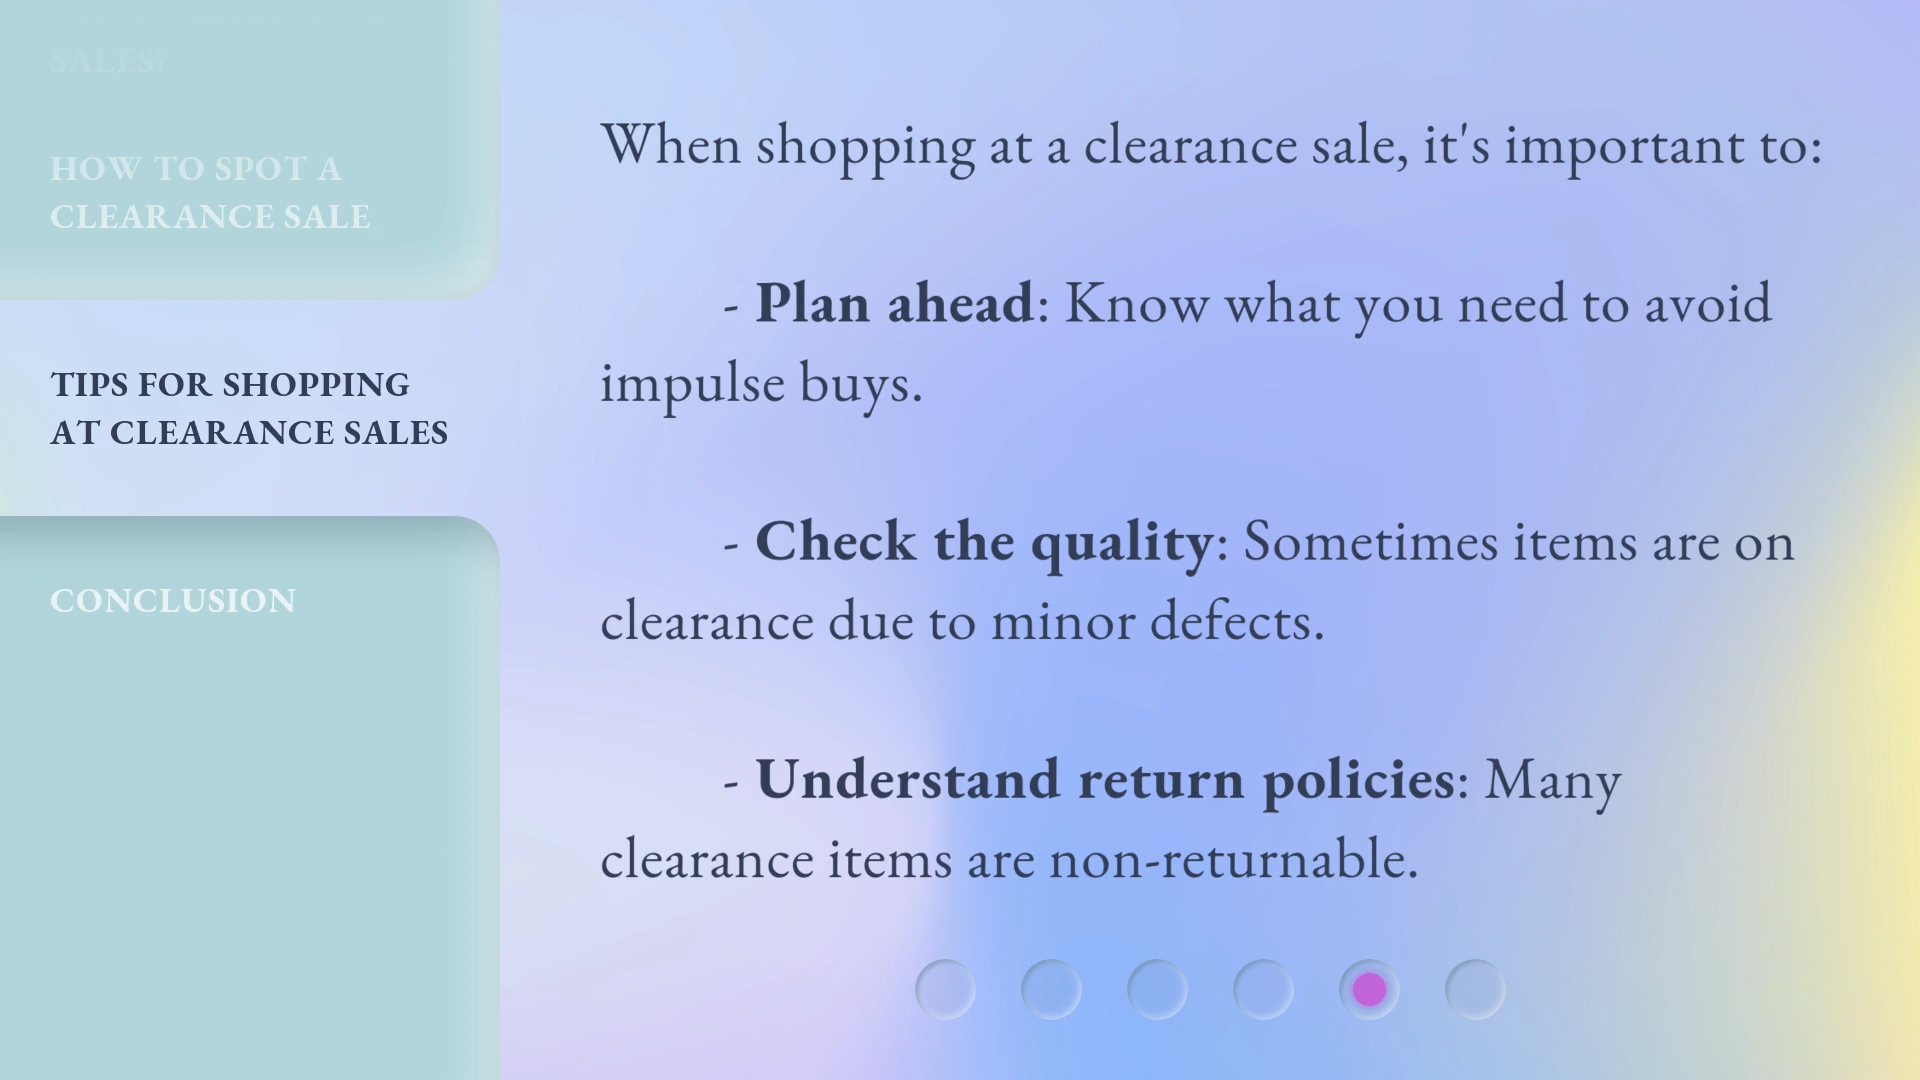 SALES?
HOW TO SPOT A
CLEARANCE SALE
TIPS FOR SHOPPING
AT CLEARANCE SALES
CONCLUSION
When shopping at a clearance sale, it's important to:
- Plan ahead: Know what you need to avoid
impulse buys.
- Check the quality: Sometimes items are on
clearance due to minor defects.
- Understand return policies: Many
clearance items are non-returnable.